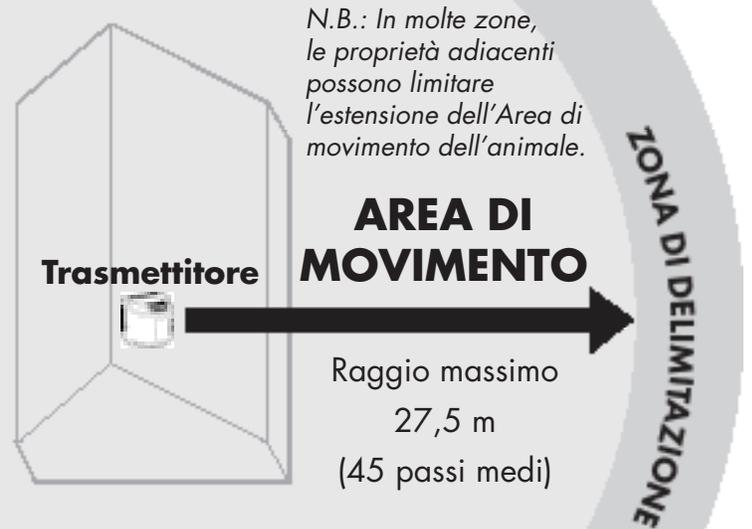 N.B.: In molte zone,
le proprietà adiacenti
possono limitare
l'estensione dell'Area di
movimento dell'animale.
AREA DI
MOVIMENTO
Trasmettitore
Raggio massimo
27,5 m
(45 passi medi)
ZONA DI DELIMITAZIONE